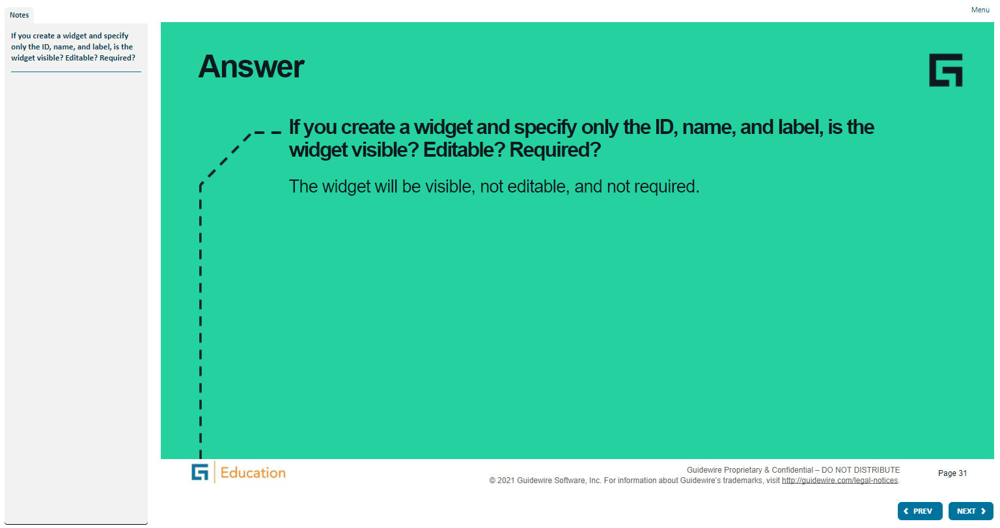 Notes
Menu
If you create a widget and specify
only the ID, name, and label, is the
widget visible? Editable? Required?
Answer
If you create a widget and specify only the ID, name, and label, is the
widget visible? Editable? Required?
The widget will be visible, not editable, and not required.
Education
Guidewire Proprietary & Confidential – DO NOT DISTRIBUTE
© 2021 Guidewire Software, Inc. For information about Guidewire's trademarks, visit http://guidewire.com/legal-notices.
Page 31
PREV
NEXT